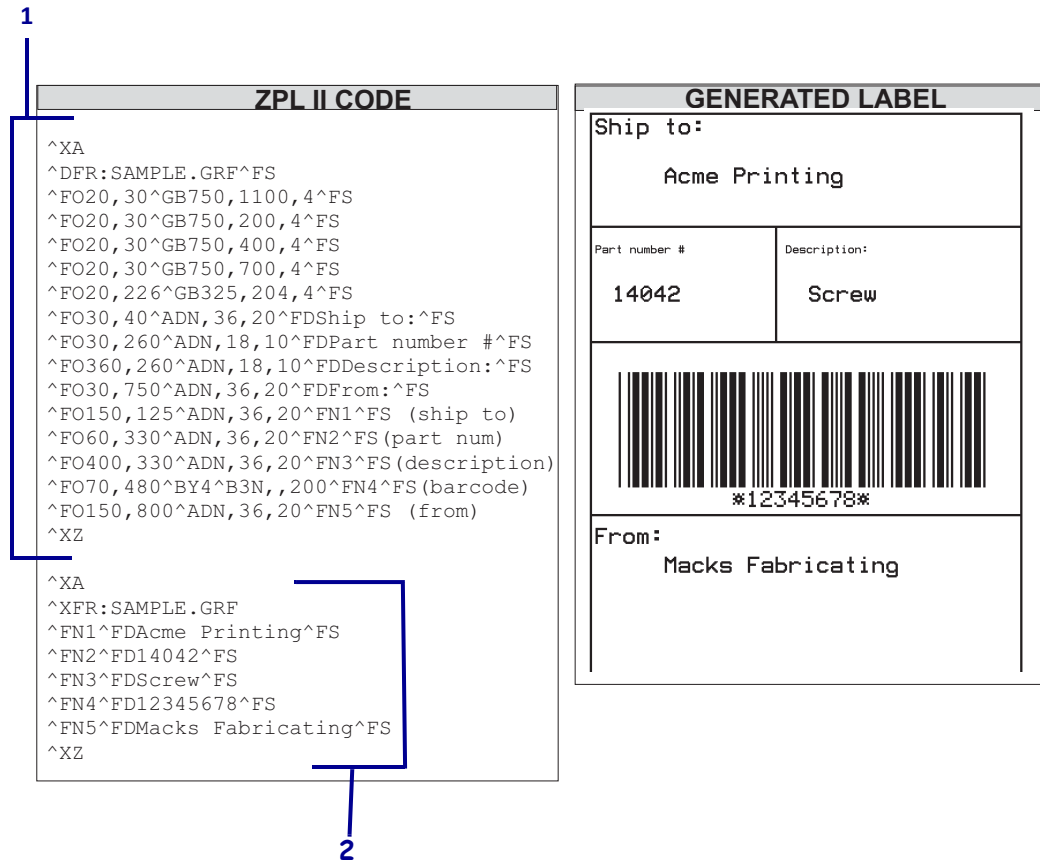 1
ZPL II CODE
^XA
^DFR:SAMPLE.GRF^FS
^FO20,30^GB750,1100,4^FS
^FO20,30^GB750,200,4^FS
^FO20,30^GB750,400,4^FS
^FO20,30^GB750,700,4^FS
^FO20,226^GB325,204,4^FS
^FO30,40^ADN,36,20^FDShip to:^FS
^FO30,260^ADN,18,10^FDPart number #^FS
^FO360,260^ADN,18,10^FDDescription:^FS
^FO30,750^ADN,36,20^FDFrom:^FS
^FO150,125^ADN,36,20^FN1^FS (ship to)
^FO60,330^ADN,36,20^FN2^FS(part num)
^FO400,330^ADN,36,20^FN3^FS(description)
^FO70,480^BY4^B3N,,200^FN4^FS(barcode)
^FO150,800^ADN,36,20^FN5^FS (from)
^XZ
^XA
^XFR:SAMPLE.GRF
^FN1^FDAcme Printing^FS
^FN2^FD14042^FS
^FN3^FDScrew^FS
^FN4^FD12345678^FS
^FN5^FDMacks Fabricating^FS
^XZ
2
GENERATED LABEL
Ship to:
Acme Printing
Part number #
Description:
14042
Screw
*12345678*
From:
Macks Fabricating